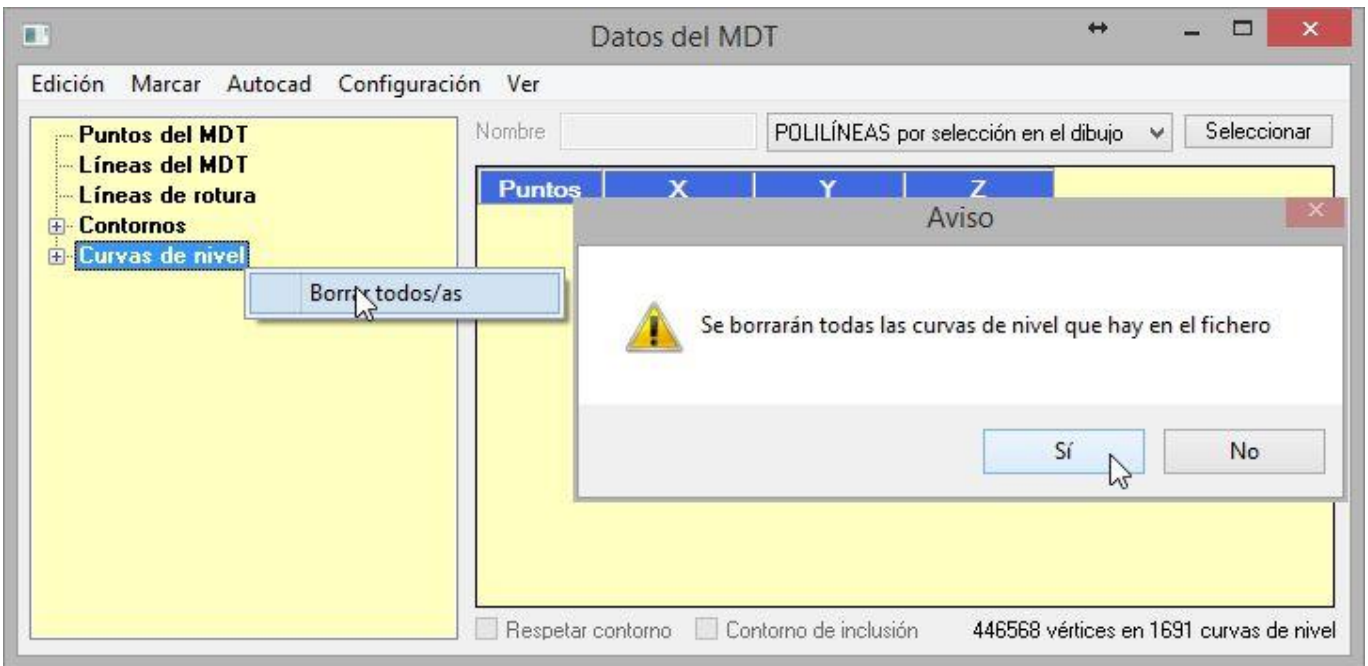 Datos del MDT
Edición Marcar Autocad Configuración Ver
Puntos del MDT
Líneas del MDT
Líneas de rotura
Contornos
Curvas de nivel
Borrar todos/as
Nombre POLILÍNEAS por selección en el dibujo Seleccionar
Puntos X Y Z
Aviso
Se borrarán todas las curvas de nivel que hay en el fichero
Sí No
Respetar contorno Contorno de inclusión 446568 vértices en 1691 curvas de nivel